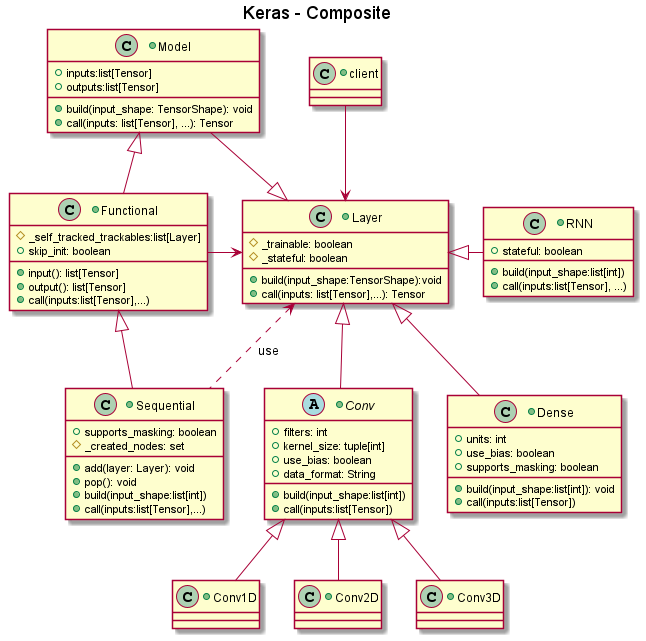 Keras - Composite
C Model
inputs:list[Tensor]
outputs:list[Tensor]
build(input_shape: TensorShape): void
call(inputs: list[Tensor], ...): Tensor
C client
C Functional
_self_tracked_trackables:list[Layer]
skip_init: boolean
input(): list[Tensor]
output(): list[Tensor]
call(inputs:list[Tensor],...)
C Layer
_trainable: boolean
_stateful: boolean
build(input_shape:TensorShape):void
call(inputs: list[Tensor],...): Tensor
C RNN
stateful: boolean
build(input_shape:list[int])
call(inputs:list[Tensor], ...)
use
C Sequential
supports_masking: boolean
_created_nodes: set
add(layer: Layer): void
pop(): void
build(input_shape:list[int])
call(inputs:list[Tensor],...)
A Conv
filters: int
kernel_size: tuple[int]
use_bias: boolean
data_format: String
build(input_shape:list[int])
call(inputs:list[Tensor])
C Dense
units: int
use_bias: boolean
supports_masking: boolean
build(input_shape:list[int]): void
call(inputs:list[Tensor])
C Conv1D
C Conv2D
C Conv3D